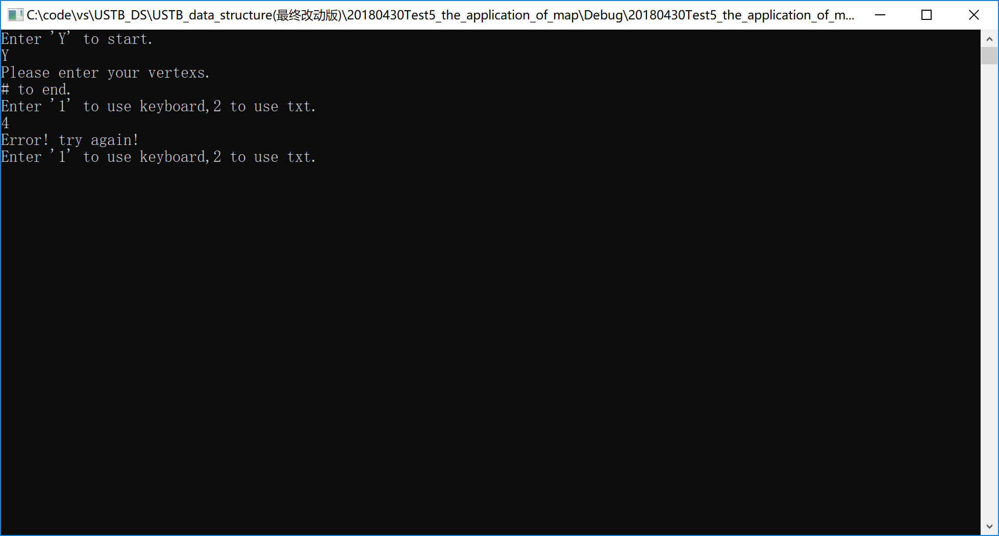 C:\code\vs\USTB_DS\USTB_data_structure(最终改动版)\20180430Test5_the_application_of_map\Debug\20180430Test5_the_application_of_m...
Enter 'Y' to start.
Y
Please enter your vertexs.
# to end.
Enter '1' to use keyboard,2 to use txt.
4
Error! try again!
Enter '1' to use keyboard,2 to use txt.